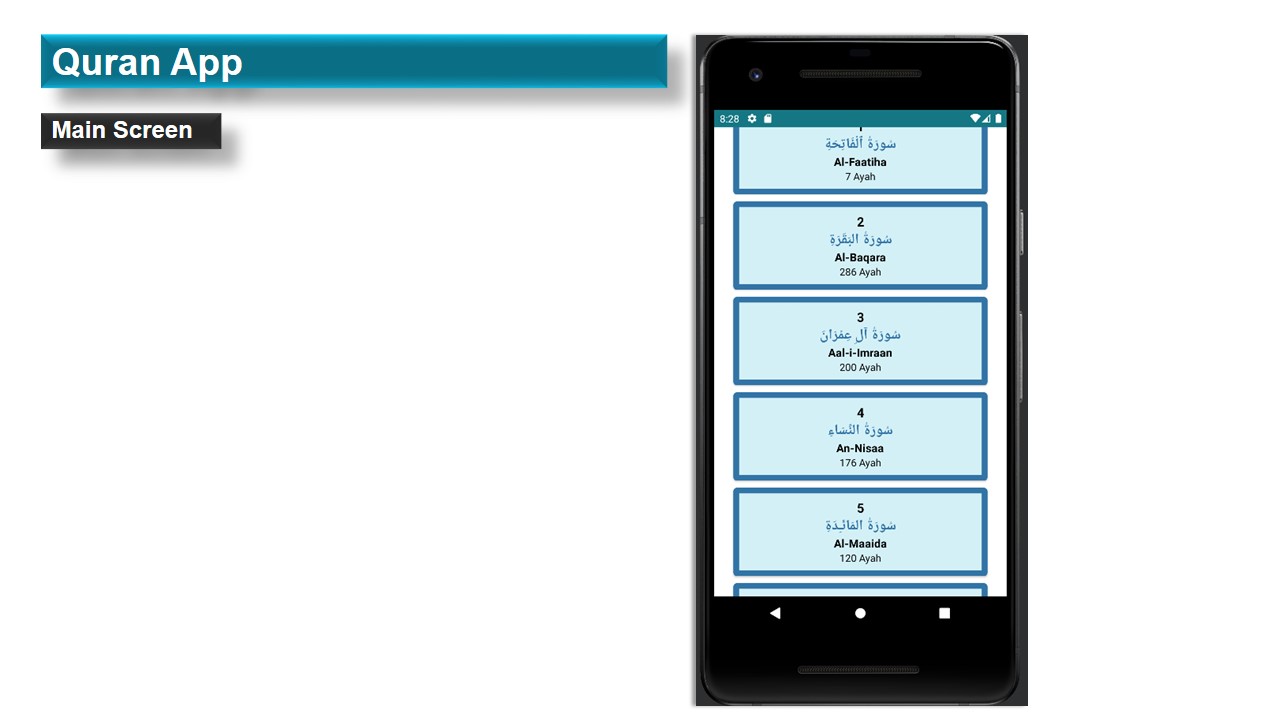 Quran App
Main Screen
8:28
سُورَةُ ٱلْفَاتِحَةِ
Al-Faatiha
7 Ayah
2
سُورَةُ البَقَرَةِ
Al-Baqara
286 Ayah
3
سُورَةُ آلِ عِمۡرَانَ
Aal-i-Imraan
200 Ayah
4
سُورَةُ النِّسَاءِ
An-Nisaa
176 Ayah
5
سُورَةُ المَائـِدَةِ
Al-Maaida
120 Ayah